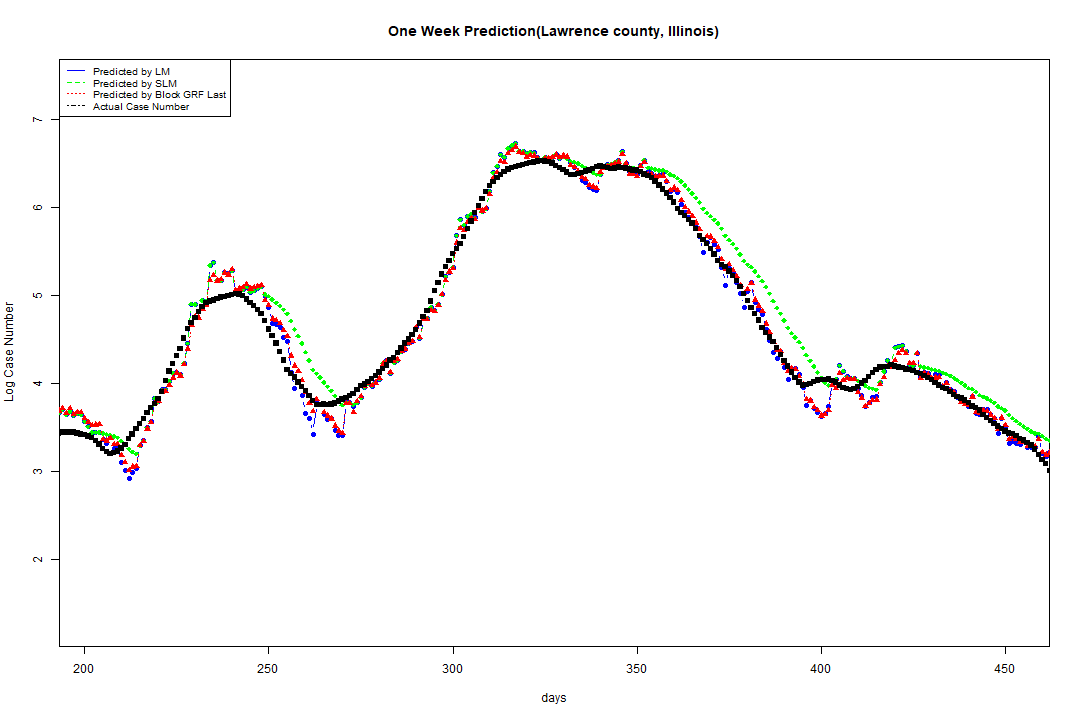 One Week Prediction(Lawrence county, Illinois)
Predicted by LM
Predicted by SLM
Predicted by Block GRF Last
Actual Case Number
7
6
5
4
3
2
Log Case Number
200 250 300 350 400 450
days